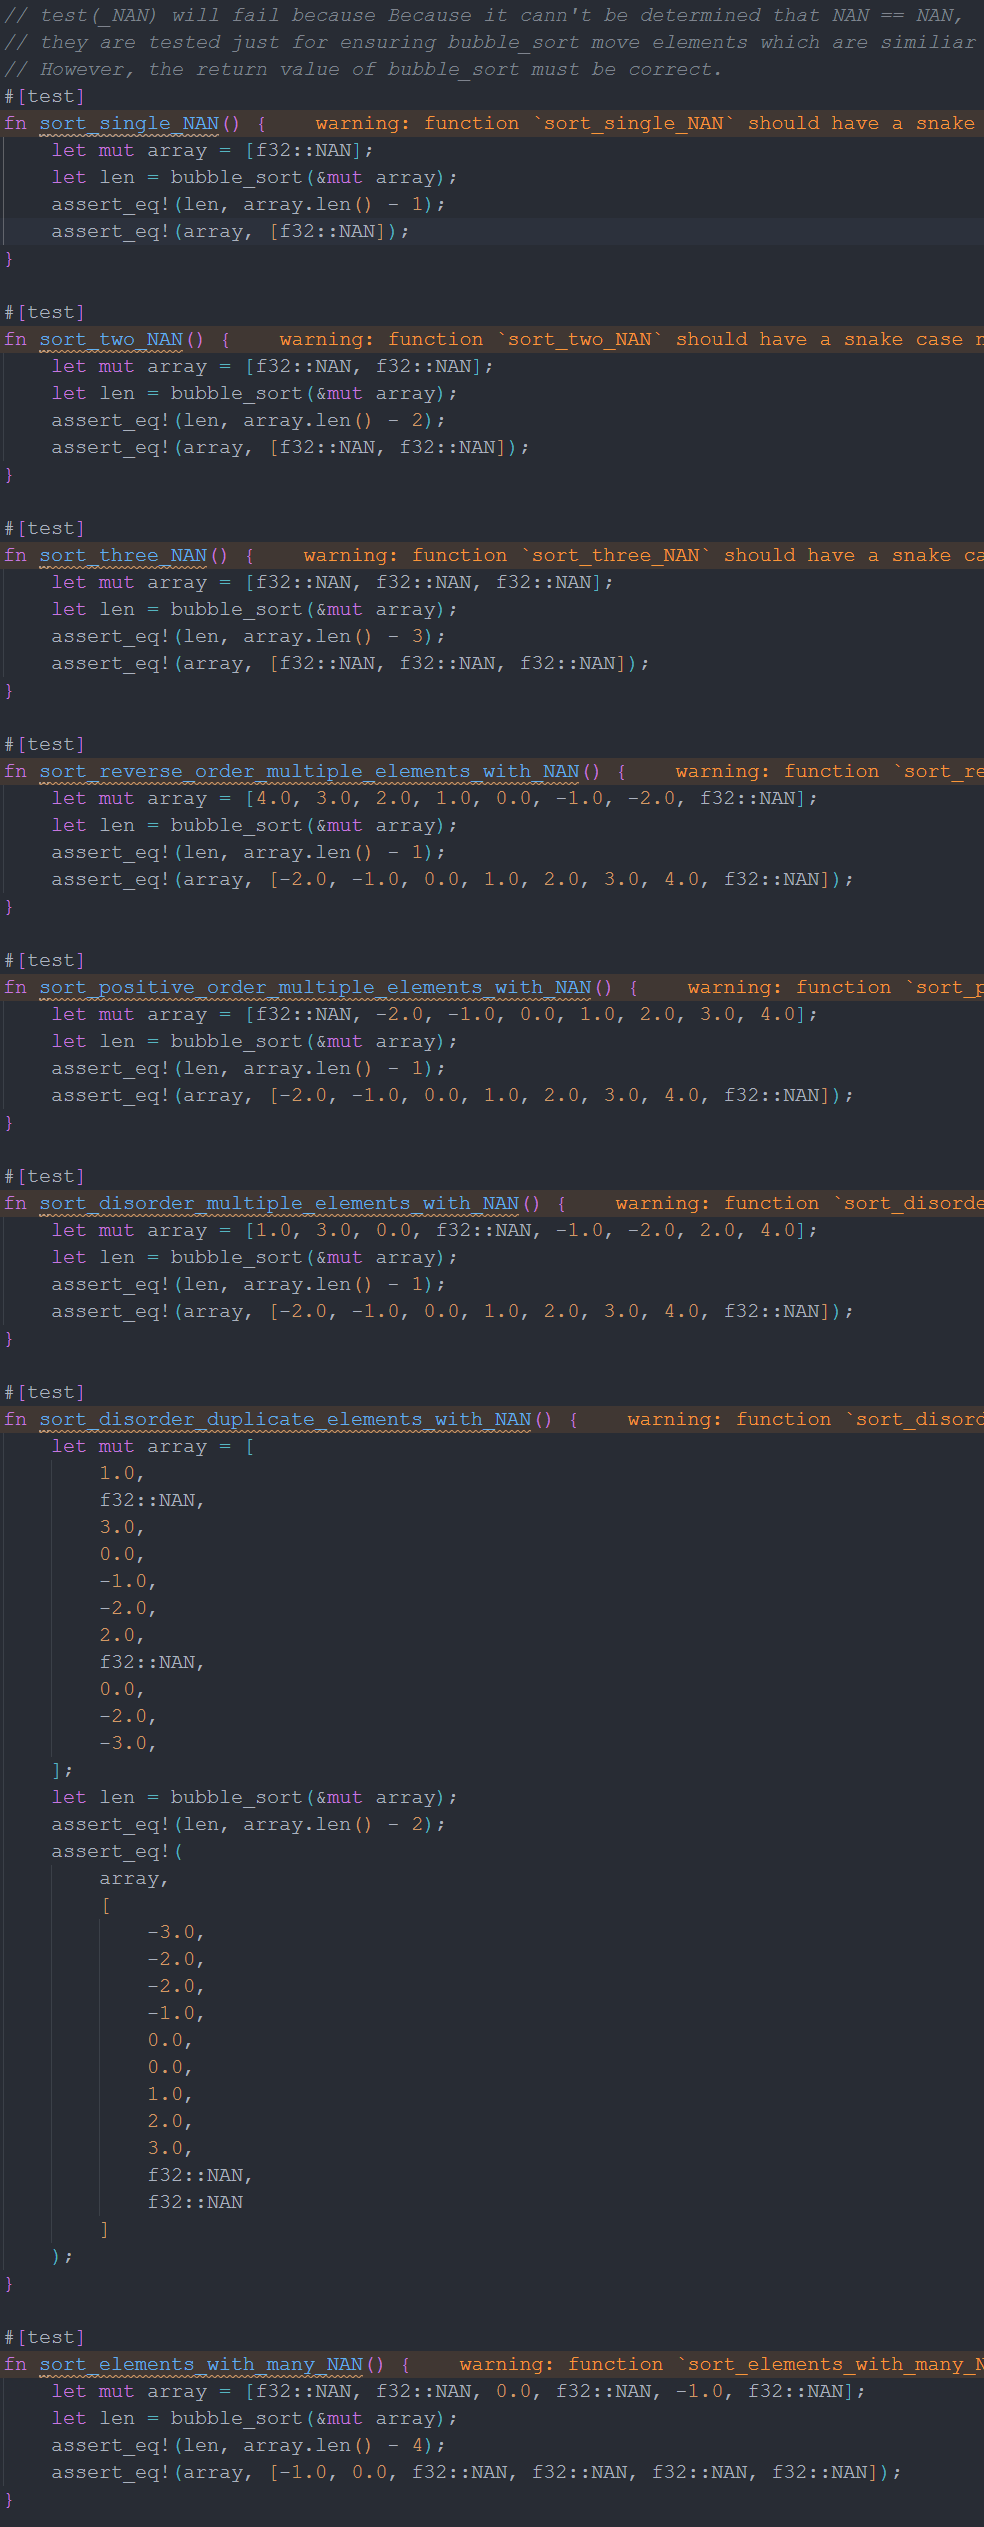 // test(_NAN) will fail because Because it cann't be determined that NAN == NAN,
// they are tested just for ensuring bubble_sort move elements which are similiar
// However, the return value of bubble_sort must be correct.
#[test]
fn sort_single_NAN() {    warning: function `sort_single_NAN` should have a snake
    let mut array = [f32::NAN];
    let len = bubble_sort(&mut array);
    assert_eq!(len, array.len() - 1);
    assert_eq!(array, [f32::NAN]);
}

#[test]
fn sort_two_NAN() {    warning: function `sort_two_NAN` should have a snake case n
    let mut array = [f32::NAN, f32::NAN];
    let len = bubble_sort(&mut array);
    assert_eq!(len, array.len() - 2);
    assert_eq!(array, [f32::NAN, f32::NAN]);
}

#[test]
fn sort_three_NAN() {    warning: function `sort_three_NAN` should have a snake ca
    let mut array = [f32::NAN, f32::NAN, f32::NAN];
    let len = bubble_sort(&mut array);
    assert_eq!(len, array.len() - 3);
    assert_eq!(array, [f32::NAN, f32::NAN, f32::NAN]);
}

#[test]
fn sort_reverse_order_multiple_elements_with_NAN() {    warning: function `sort_re
    let mut array = [4.0, 3.0, 2.0, 1.0, 0.0, -1.0, -2.0, f32::NAN];
    let len = bubble_sort(&mut array);
    assert_eq!(len, array.len() - 1);
    assert_eq!(array, [-2.0, -1.0, 0.0, 1.0, 2.0, 3.0, 4.0, f32::NAN]);
}

#[test]
fn sort_positive_order_multiple_elements_with_NAN() {    warning: function `sort_p
    let mut array = [f32::NAN, -2.0, -1.0, 0.0, 1.0, 2.0, 3.0, 4.0];
    let len = bubble_sort(&mut array);
    assert_eq!(len, array.len() - 1);
    assert_eq!(array, [-2.0, -1.0, 0.0, 1.0, 2.0, 3.0, 4.0, f32::NAN]);
}

#[test]
fn sort_disorder_multiple_elements_with_NAN() {    warning: function `sort_disorde
    let mut array = [1.0, 3.0, 0.0, f32::NAN, -1.0, -2.0, 2.0, 4.0];
    let len = bubble_sort(&mut array);
    assert_eq!(len, array.len() - 1);
    assert_eq!(array, [-2.0, -1.0, 0.0, 1.0, 2.0, 3.0, 4.0, f32::NAN]);
}

#[test]
fn sort_disorder_duplicate_elements_with_NAN() {    warning: function `sort_disord
    let mut array = [
        1.0,
        f32::NAN,
        3.0,
        0.0,
        -1.0,
        -2.0,
        2.0,
        f32::NAN,
        0.0,
        -2.0,
        -3.0,
    ];
    let len = bubble_sort(&mut array);
    assert_eq!(len, array.len() - 2);
    assert_eq!(
        array,
        [
            -3.0,
            -2.0,
            -2.0,
            -1.0,
            0.0,
            0.0,
            1.0,
            2.0,
            3.0,
            f32::NAN,
            f32::NAN
        ]
    );
}

#[test]
fn sort_elements_with_many_NAN() {    warning: function `sort_elements_with_many_N
    let mut array = [f32::NAN, f32::NAN, 0.0, f32::NAN, -1.0, f32::NAN];
    let len = bubble_sort(&mut array);
    assert_eq!(len, array.len() - 4);
    assert_eq!(array, [-1.0, 0.0, f32::NAN, f32::NAN, f32::NAN, f32::NAN]);
}